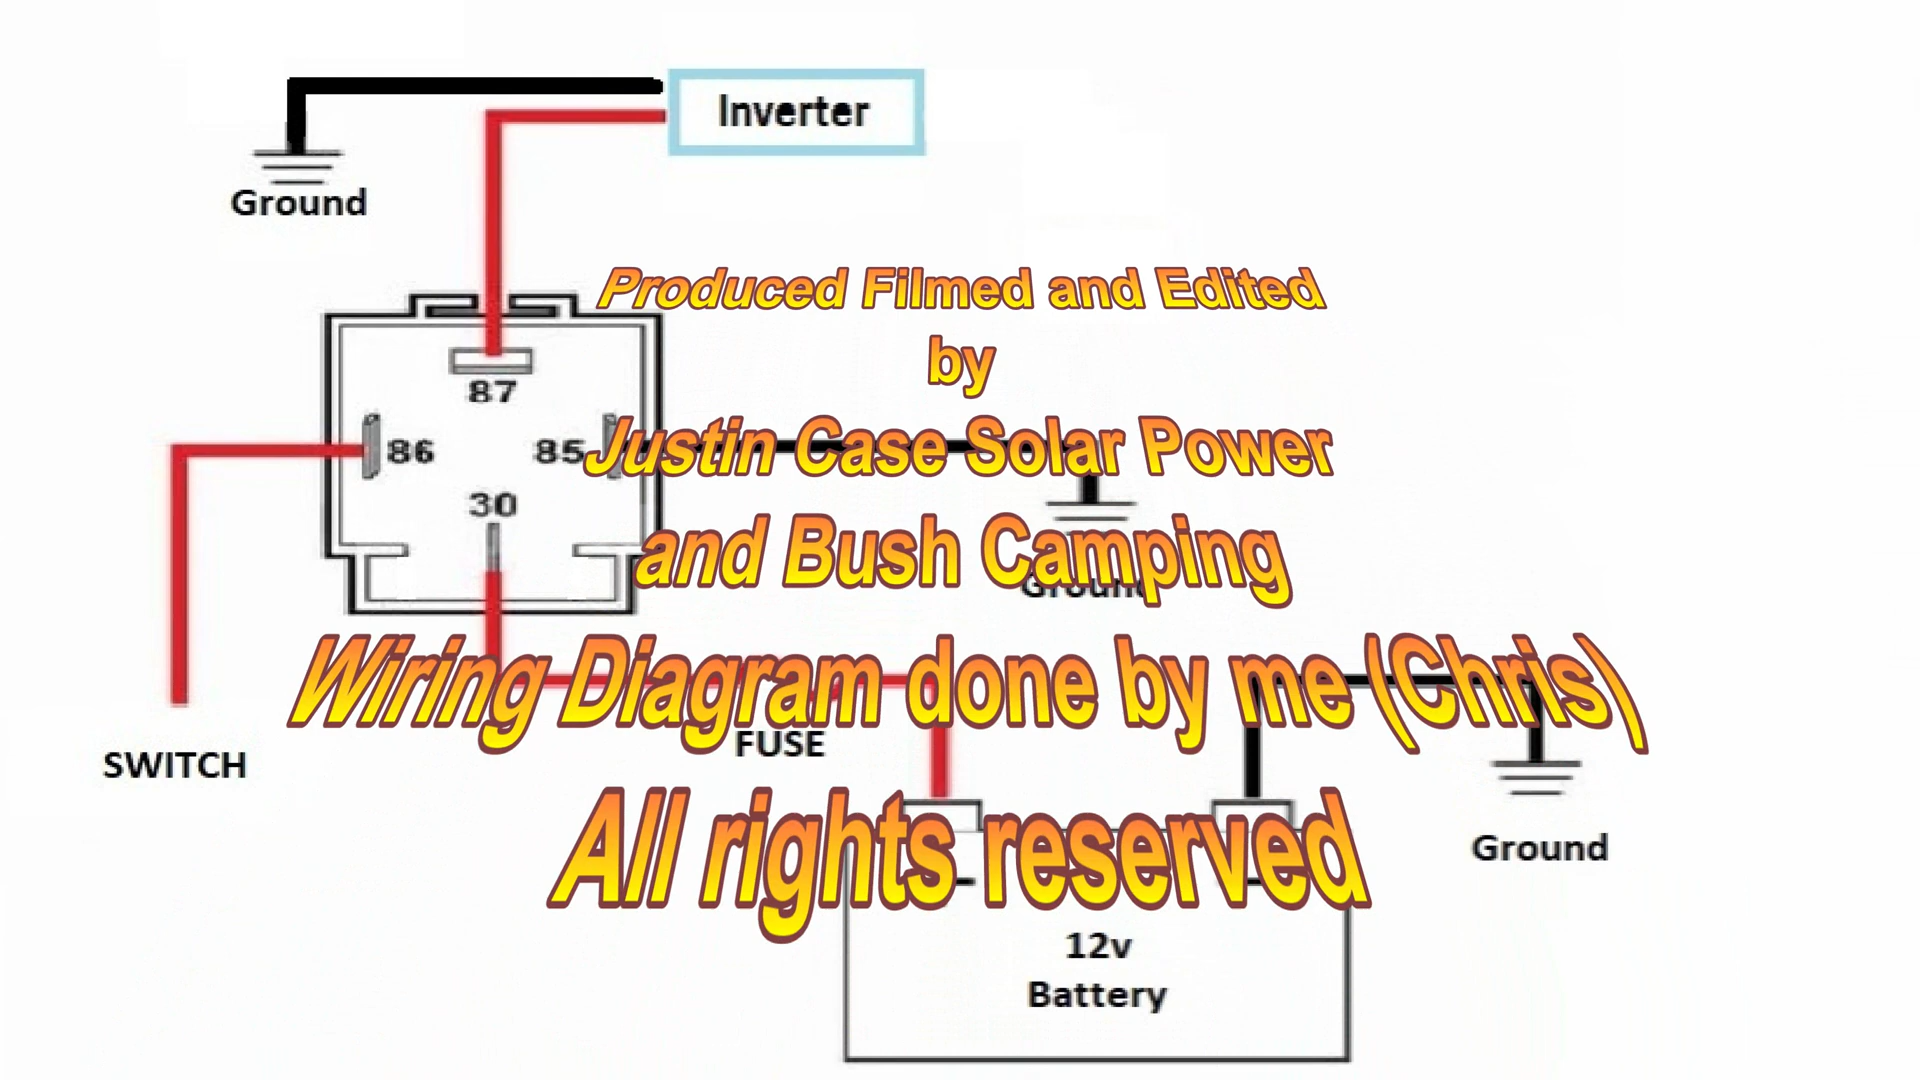 Inverter
Ground
Produced Filmed and Edited
by
87
86
85
Justin Case Solar Power
30
and Bush Camping
Ground
Wiring Diagram done by me (Chris)
FUSE
SWITCH
All rights reserved
Ground
12v
Battery